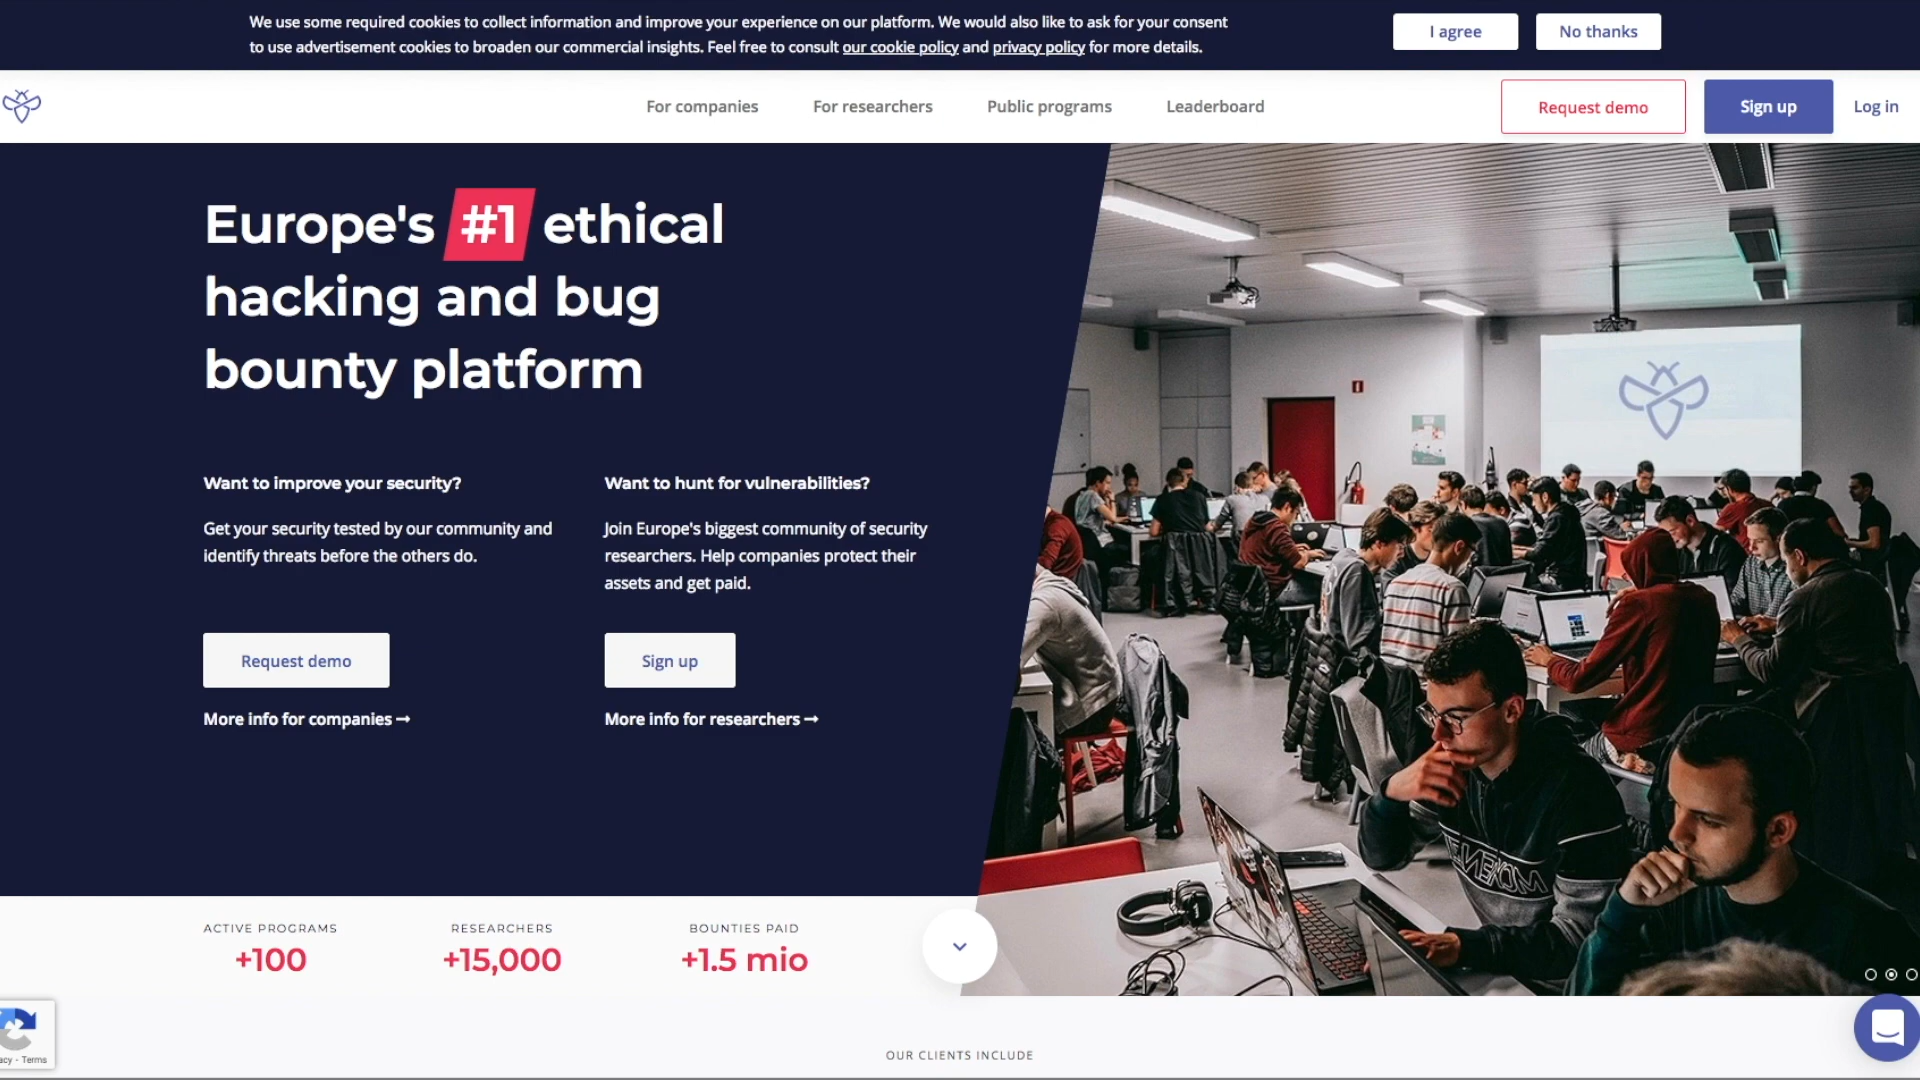 We use some required cookies to collect information and improve your experience on our platform. We would also like to ask for your consent
to use advertisement cookies to broaden our commercial insights. Feel free to consult our cookie policy and privacy policy for more details.
I agree
No thanks
For companies
For researchers
Public programs
Leaderboard
Request demo
Sign up
Log in
Europe's #1 ethical
hacking and bug
bounty platform
Want to improve your security?
Get your security tested by our community and
identify threats before the others do.
Request demo
More info for companies →
Want to hunt for vulnerabilities?
Join Europe's biggest community of security
researchers. Help companies protect their
assets and get paid.
Sign up
More info for researchers →
ACTIVE PROGRAMS
+100
RESEARCHERS
+15,000
BOUNTIES PAID
+1.5 mio
- Terms
OUR CLIENTS INCLUDE